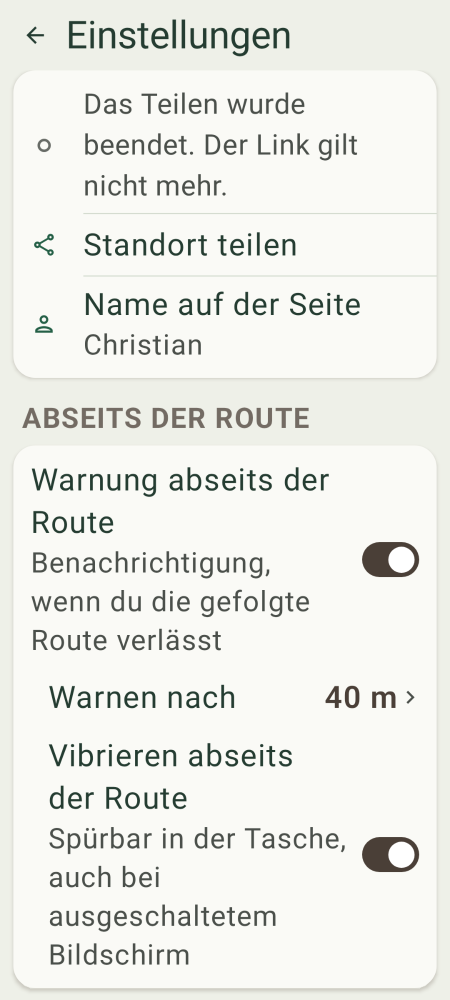 Einstellungen
Das Teilen wurde
beendet. Der Link gilt
nicht mehr.
Standort teilen
Name auf der Seite
Christian
ABSEITS DER ROUTE
Warnung abseits der
Route
Benachrichtigung,
wenn du die gefolgte
Route verlässt
Warnen nach 40 m
Vibrieren abseits
der Route
Spürbar in der Tasche,
auch bei
ausgeschaltetem
Bildschirm